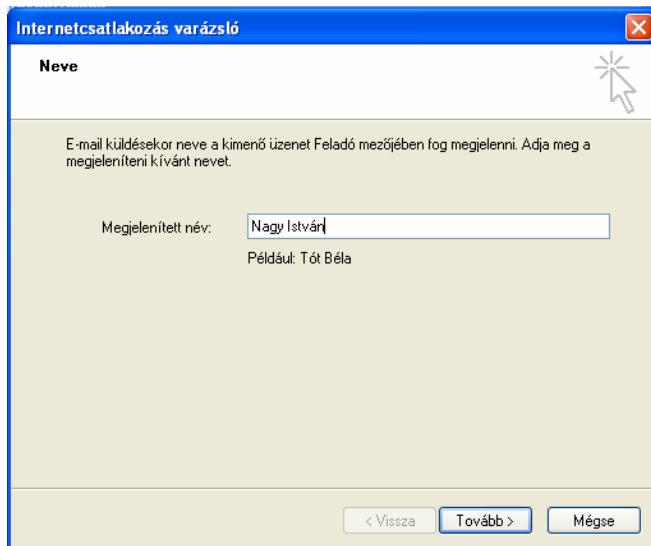 Internetcsatlakozás varázsló
Neve
E-mail küldésekor neve a kimenő üzenet Feladó mezőjében fog megjelenni. Adja meg a
megjeleníteni kívánt nevet.
Megjelenített név: Nagy István
Például: Tót Béla
< Vissza Tovább > Mégse